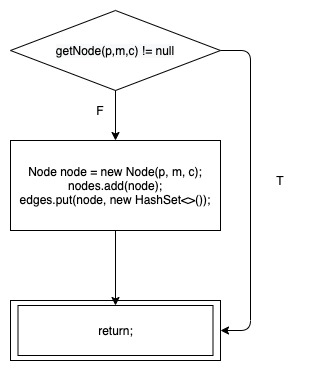 getNode(p,m,c) != null
F
T
Node node = new Node(p, m, c);
nodes.add(node);
edges.put(node, new HashSet<>());
return;